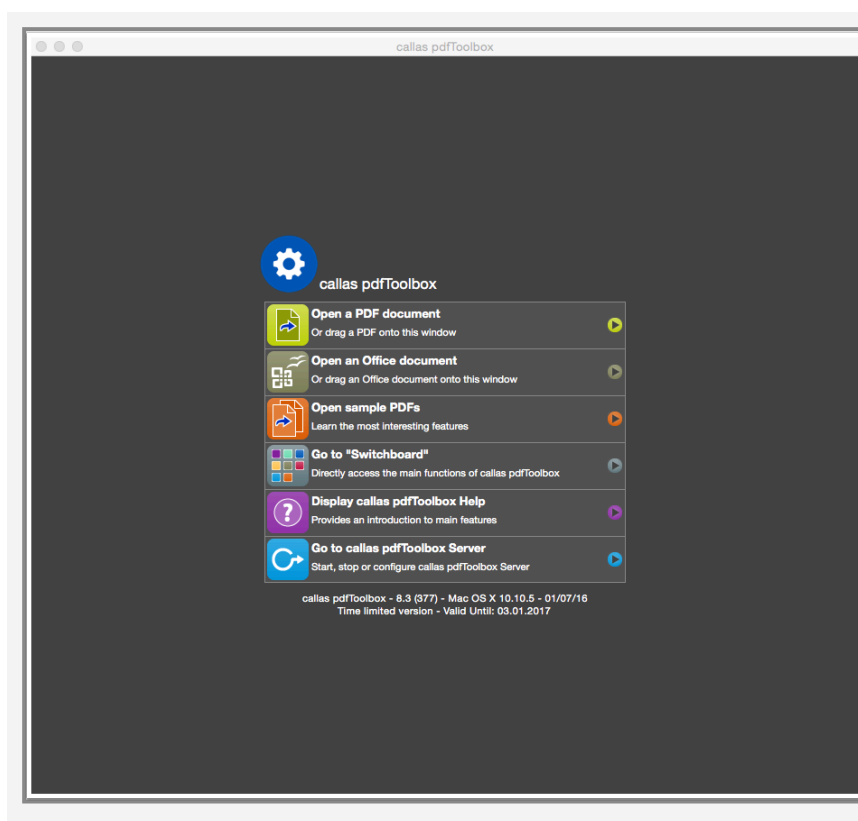 callas pdfToolbox
callas pdfToolbox
Open a PDF document
Or drag a PDF onto this window
Open an Office document
Or drag an Office document onto this window
Open sample PDFs
Learn the most interesting features
Go to "Switchboard"
Directly access the main functions of callas pdfToolbox
Display callas pdfToolbox Help
Provides an introduction to main features
Go to callas pdfToolbox Server
Start, stop or configure callas pdfToolbox Server
callas pdfToolbox - 8.3 (377) - Mac OS X 10.10.5 - 01/07/16
Time limited version - Valid Until: 03.01.2017